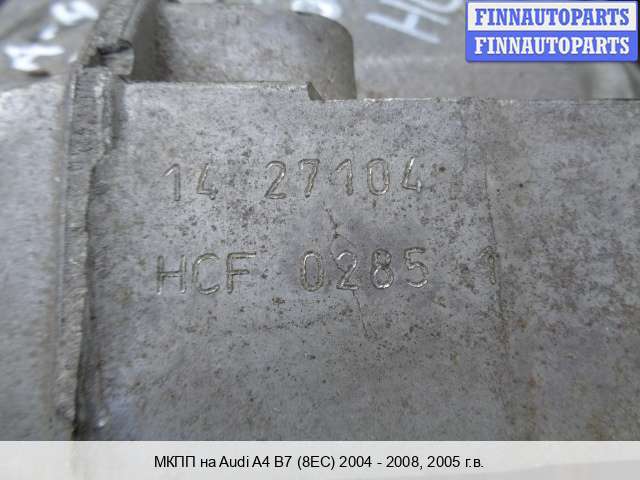 FINNAUTOPARTS
FINNAUTOPARTS
14 27104
HCF 0285 1
МКПП на Audi A4 B7 (8EC) 2004 - 2008, 2005 г.в.